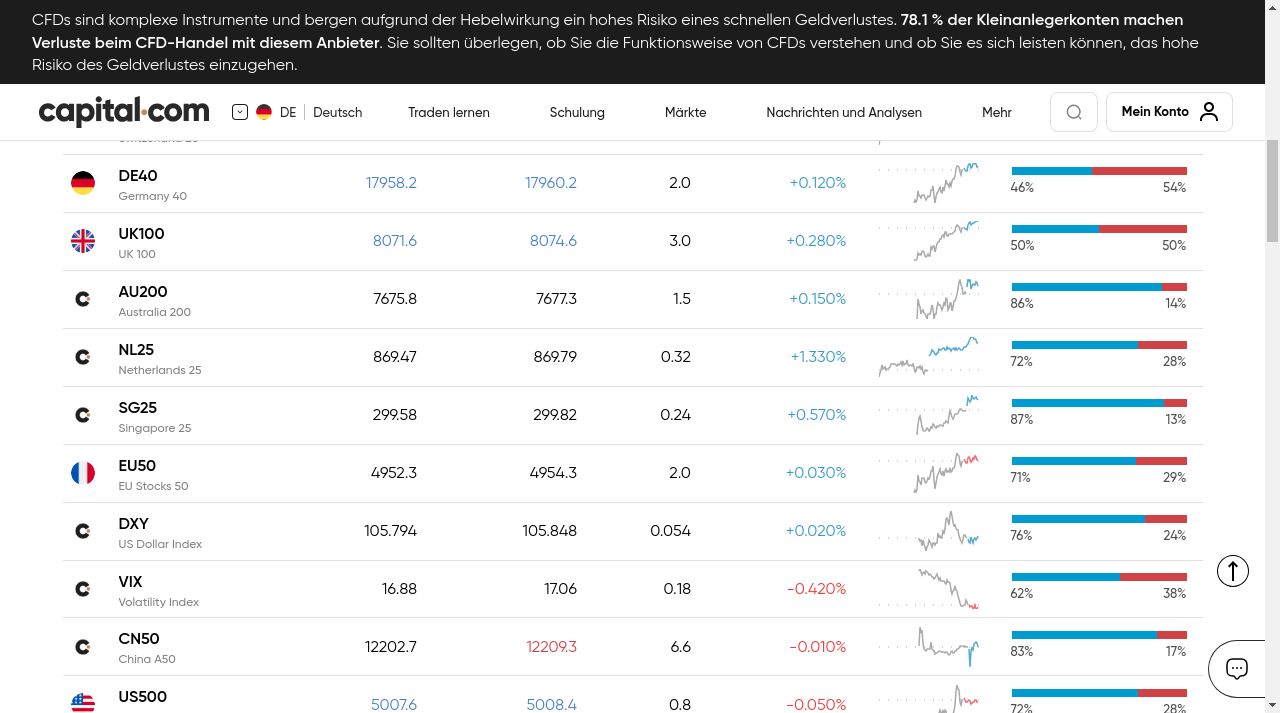 CFDs sind komplexe Instrumente und bergen aufgrund der Hebelwirkung ein hohes Risiko eines schnellen Geldverlustes. 78.1 % der Kleinanlegerkonten machen
Verluste beim CFD-Handel mit diesem Anbieter. Sie sollten überlegen, ob Sie die Funktionsweise von CFDs verstehen und ob Sie es sich leisten können, das hohe
Risiko des Geldverlustes einzugehen.
capital.com DE Deutsch Traden lernen Schulung Märkte Nachrichten und Analysen Mehr Mein Konto
DE40 17958.2 17960.2 2.0 +0.120% 46% 54%
Germany 40
UK100 8071.6 8074.6 3.0 +0.280% 50% 50%
UK 100
AU200 7675.8 7677.3 1.5 +0.150% 86% 14%
Australia 200
NL25 869.47 869.79 0.32 +1.330% 72% 28%
Netherlands 25
SG25 299.58 299.82 0.24 +0.570% 87% 13%
Singapore 25
EU50 4952.3 4954.3 2.0 +0.030% 71% 29%
EU Stocks 50
DXY 105.794 105.848 0.054 +0.020% 76% 24%
US Dollar Index
VIX 16.88 17.06 0.18 -0.420% 62% 38%
Volatility Index
CN50 12202.7 12209.3 6.6 -0.010% 83% 17%
China A50
US500 5007.6 5008.4 0.8 -0.050% 72% 28%